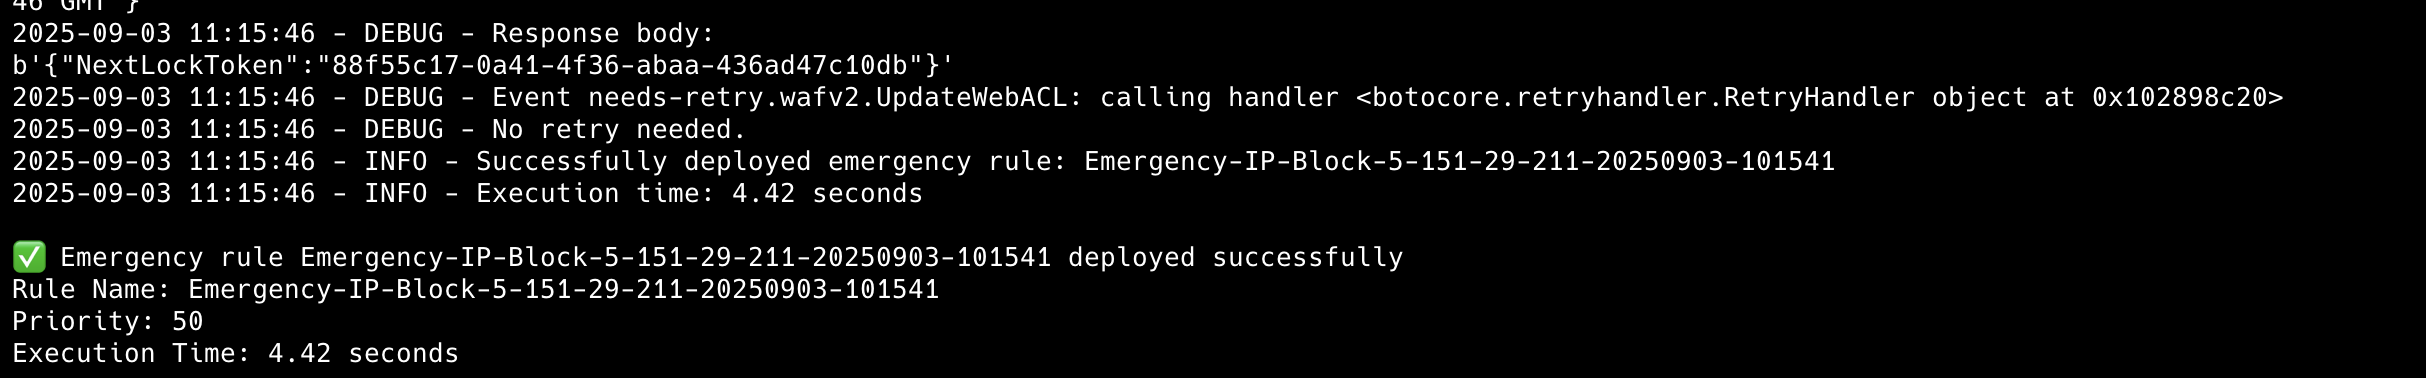 46 GMT'}
2025-09-03 11:15:46 - DEBUG - Response body:
b'{"NextLockToken":"88f55c17-0a41-4f36-abaa-436ad47c10db"}'
2025-09-03 11:15:46 - DEBUG - Event needs-retry.wafv2.UpdateWebACL: calling handler <botocore.retryhandler.RetryHandler object at 0x102898c20>
2025-09-03 11:15:46 - DEBUG - No retry needed.
2025-09-03 11:15:46 - INFO - Successfully deployed emergency rule: Emergency-IP-Block-5-151-29-211-20250903-101541
2025-09-03 11:15:46 - INFO - Execution time: 4.42 seconds
✅ Emergency rule Emergency-IP-Block-5-151-29-211-20250903-101541 deployed successfully
Rule Name: Emergency-IP-Block-5-151-29-211-20250903-101541
Priority: 50
Execution Time: 4.42 seconds